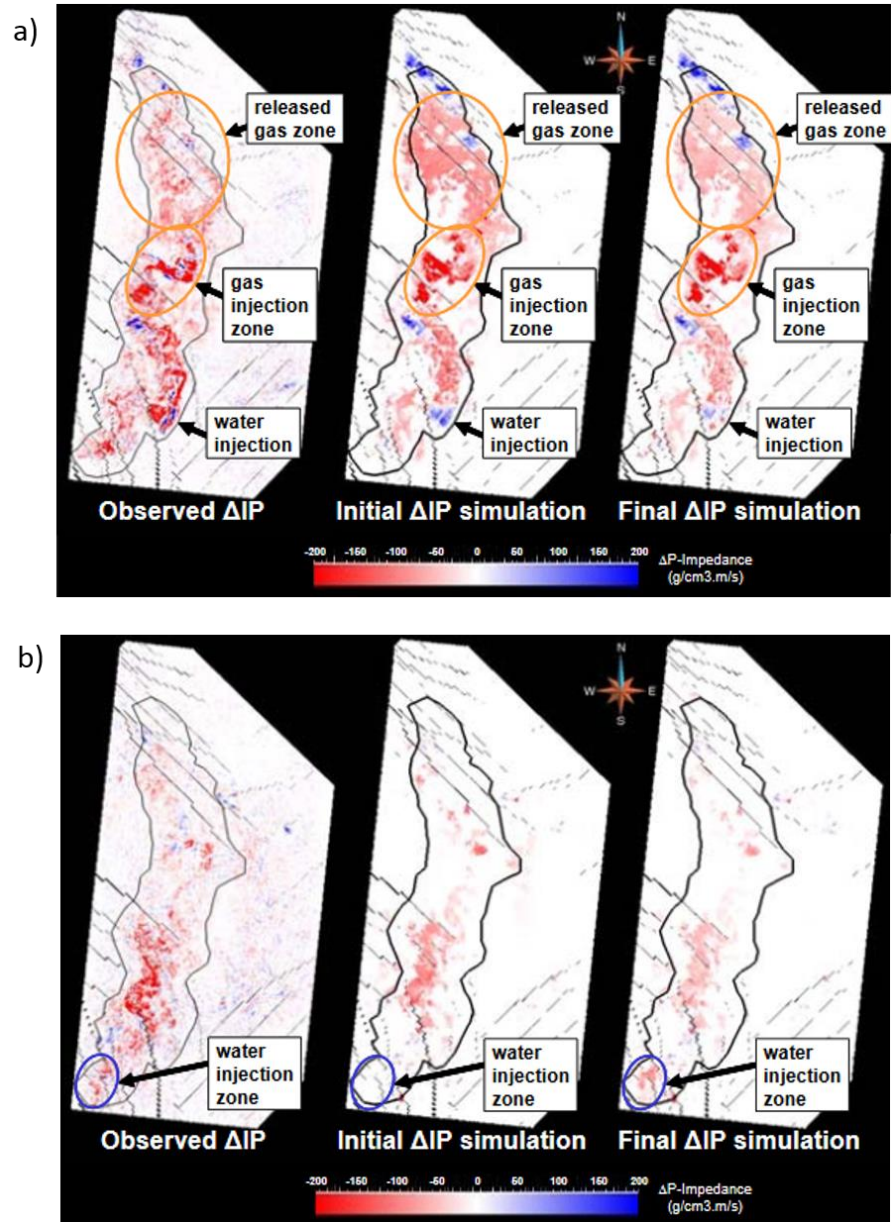 a)
N
W E
S
released
gas zone
released
gas zone
released
gas zone
gas
injection
zone
gas
injection
zone
gas
injection
zone
water
injection
water
injection
water
injection
Observed ΔIP
Initial ΔIP simulation
Final ΔIP simulation
-200 -150 -100 -50 0 50 100 150 200
ΔP-Impedance
(g/cm3.m/s)
b)
N
W E
S
water
injection
zone
water
injection
zone
water
injection
zone
Observed ΔIP
Initial ΔIP simulation
Final ΔIP simulation
-200 -150 -100 -50 0 50 100 150 200
ΔP-Impedance
(g/cm3.m/s)